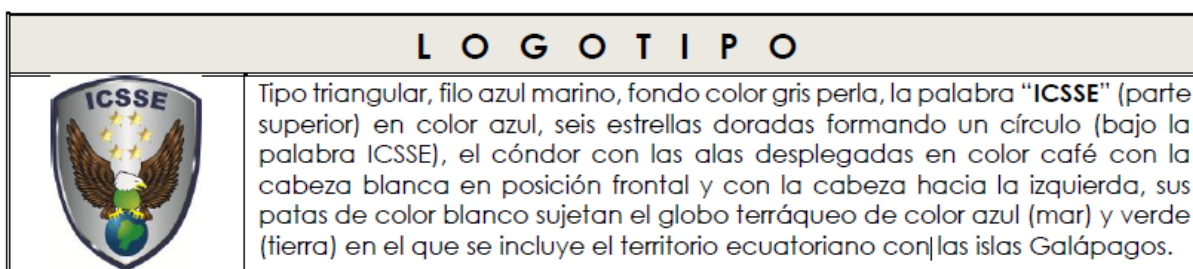 L O G O T I P O
ICSSE
Tipo triangular, filo azul marino, fondo color gris perla, la palabra “ICSSE” (parte
superior) en color azul, seis estrellas doradas formando un círculo (bajo la
palabra ICSSE), el cóndor con las alas desplegadas en color café con la
cabeza blanca en posición frontal y con la cabeza hacia la izquierda, sus
patas de color blanco sujetan el globo terráqueo de color azul (mar) y verde
(tierra) en el que se incluye el territorio ecuatoriano con las islas Galápagos.